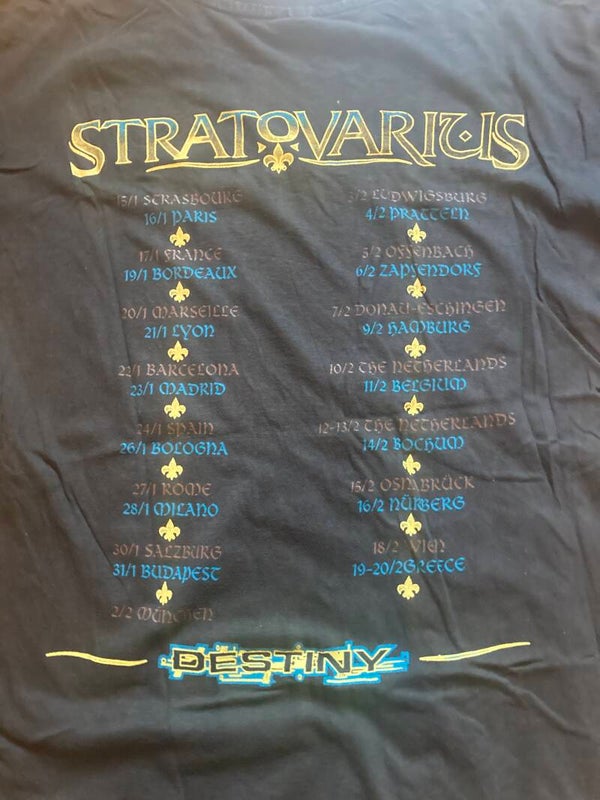 STRATOVARIUS
15/1 STRASBOURG
16/1 PARIS
17/1 FRANCE
19/1 BORDEAUX
20/1 MARSEILLE
21/1 LYON
22/1 BARCELONA
23/1 MADRID
24/1 SPAIN
26/1 BOLOGNA
27/1 ROME
28/1 MILANO
30/1 SALZBURG
31/1 BUDAPEST
2/2 MÜNCHEN
3/2 LUDWIGSBURG
4/2 PRATTELN
5/2 OFFENBACH
6/2 ZAPFENDORF
7/2 DONAU-ESCHINGEN
9/2 HAMBURG
10/2 THE NETHERLANDS
11/2 BELGIUM
12-13/2 THE NETHERLANDS
14/2 BOCHUM
15/2 OSNABRÜCK
16/2 NÜRBERG
18/2 VIEN
19-20/2 GREECE
DESTINY